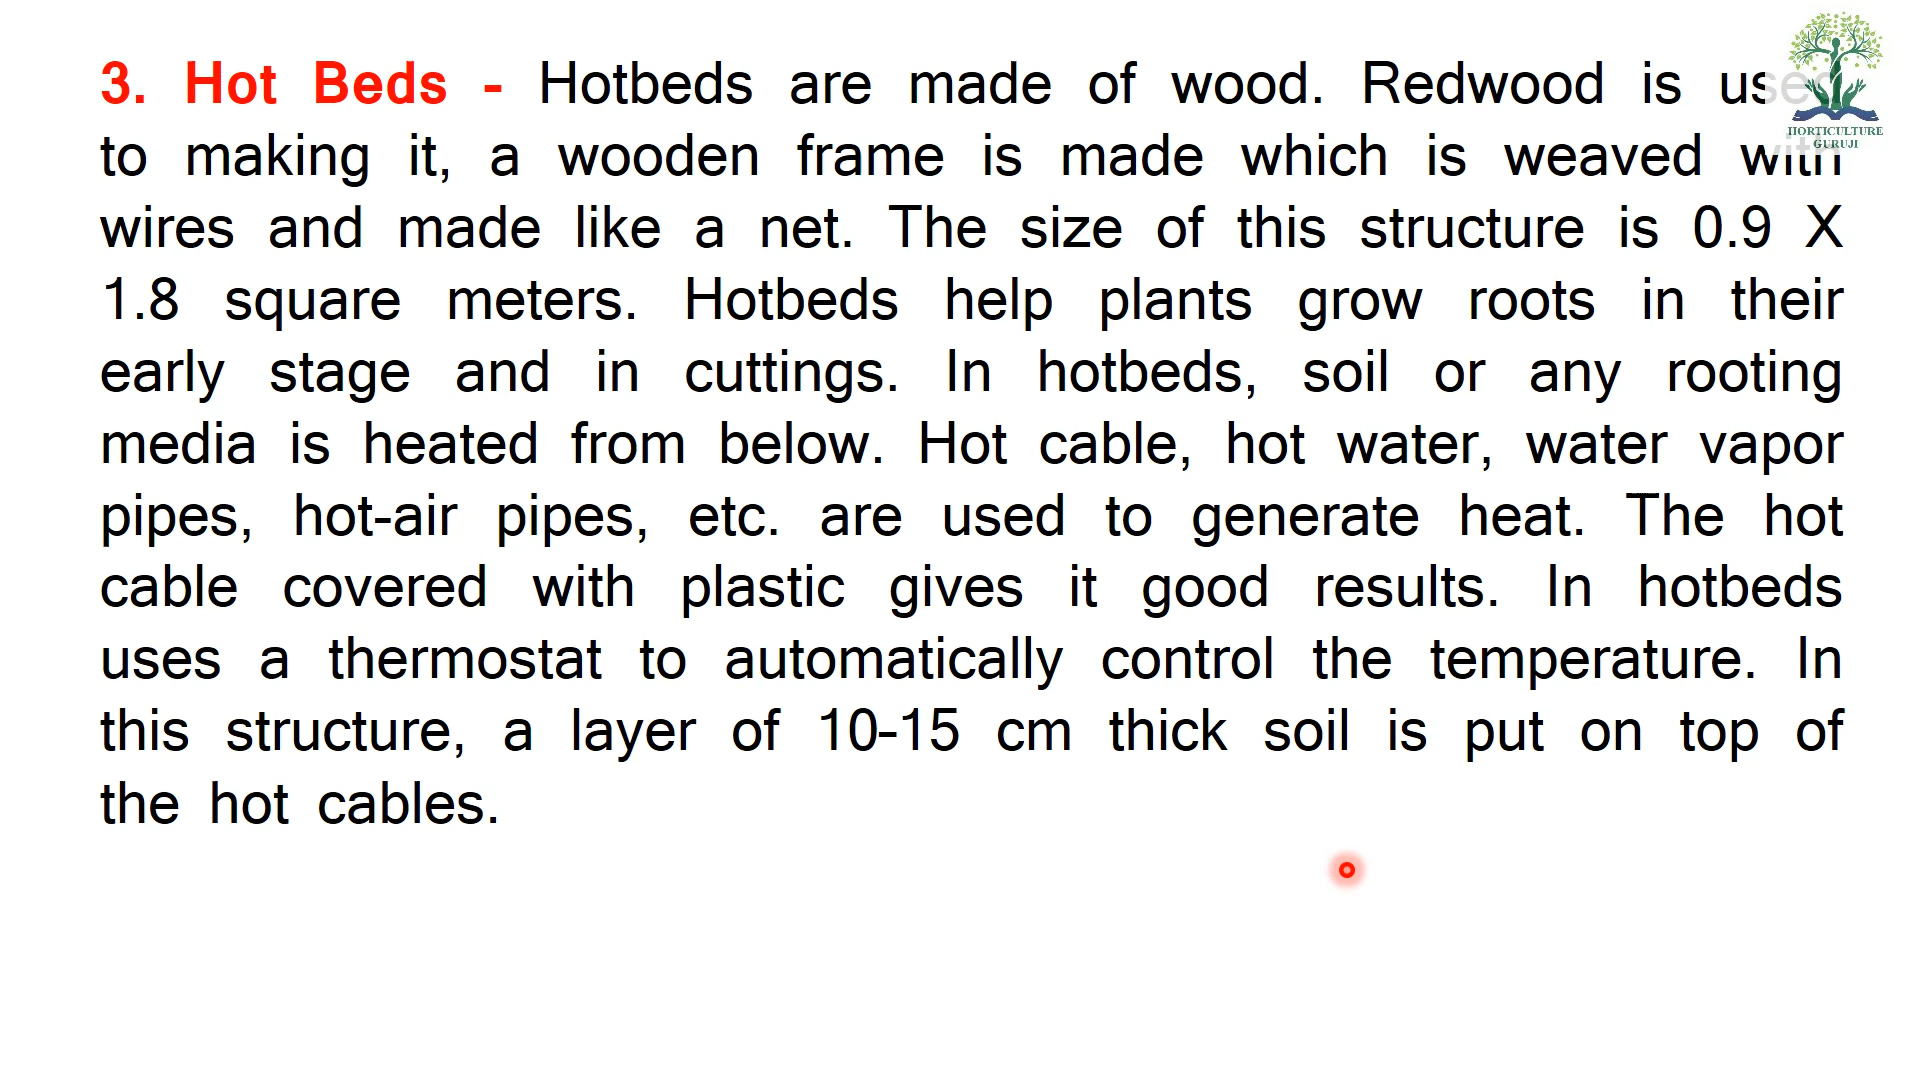 3. Hot Beds - Hotbeds are made of wood. Redwood is used
to making it, a wooden frame is made which is weaved with
wires and made like a net. The size of this structure is 0.9 X
1.8 square meters. Hotbeds help plants grow roots in their
early stage and in cuttings. In hotbeds, soil or any rooting
media is heated from below. Hot cable, hot water, water vapor
pipes, hot-air pipes, etc. are used to generate heat. The hot
cable covered with plastic gives it good results. In hotbeds
uses a thermostat to automatically control the temperature. In
this structure, a layer of 10-15 cm thick soil is put on top of
the hot cables.
HORTICULTURE
GURUJI